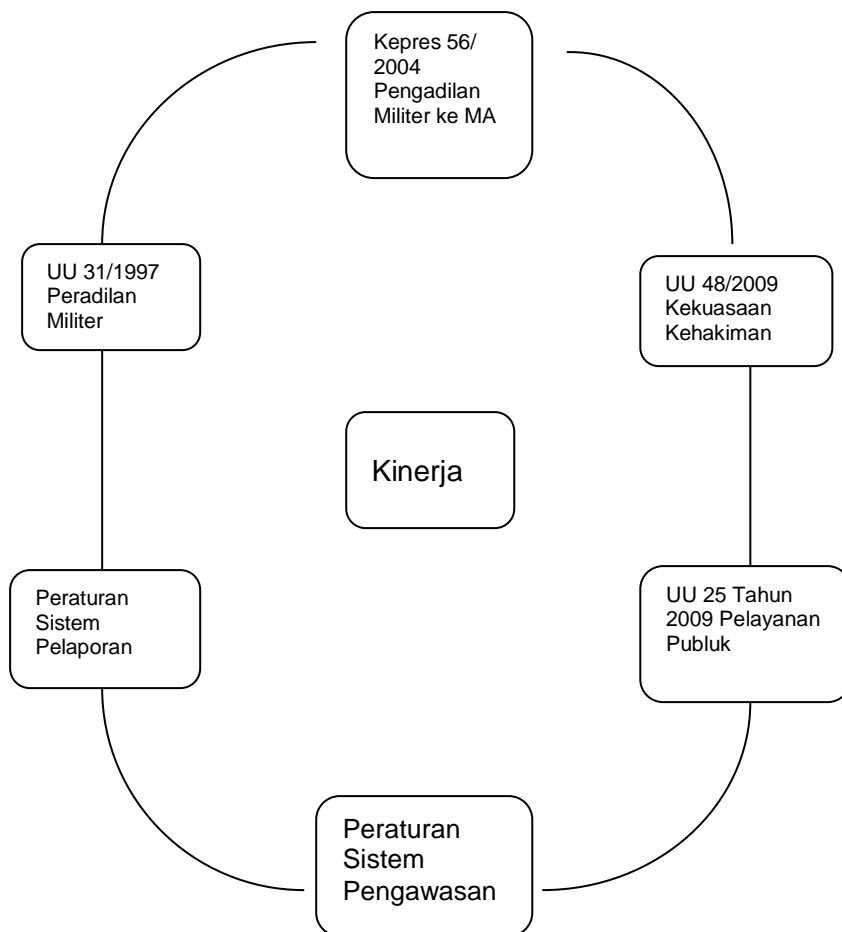 Kepres 56/
2004
Pengadilan
Militer ke MA
UU 31/1997
Peradilan
Militer
UU 48/2009
Kekuasaan
Kehakiman
Kinerja
Peraturan
Sistem
Pelaporan
UU 25 Tahun
2009 Pelayanan
Publuk
Peraturan
Sistem
Pengawasan